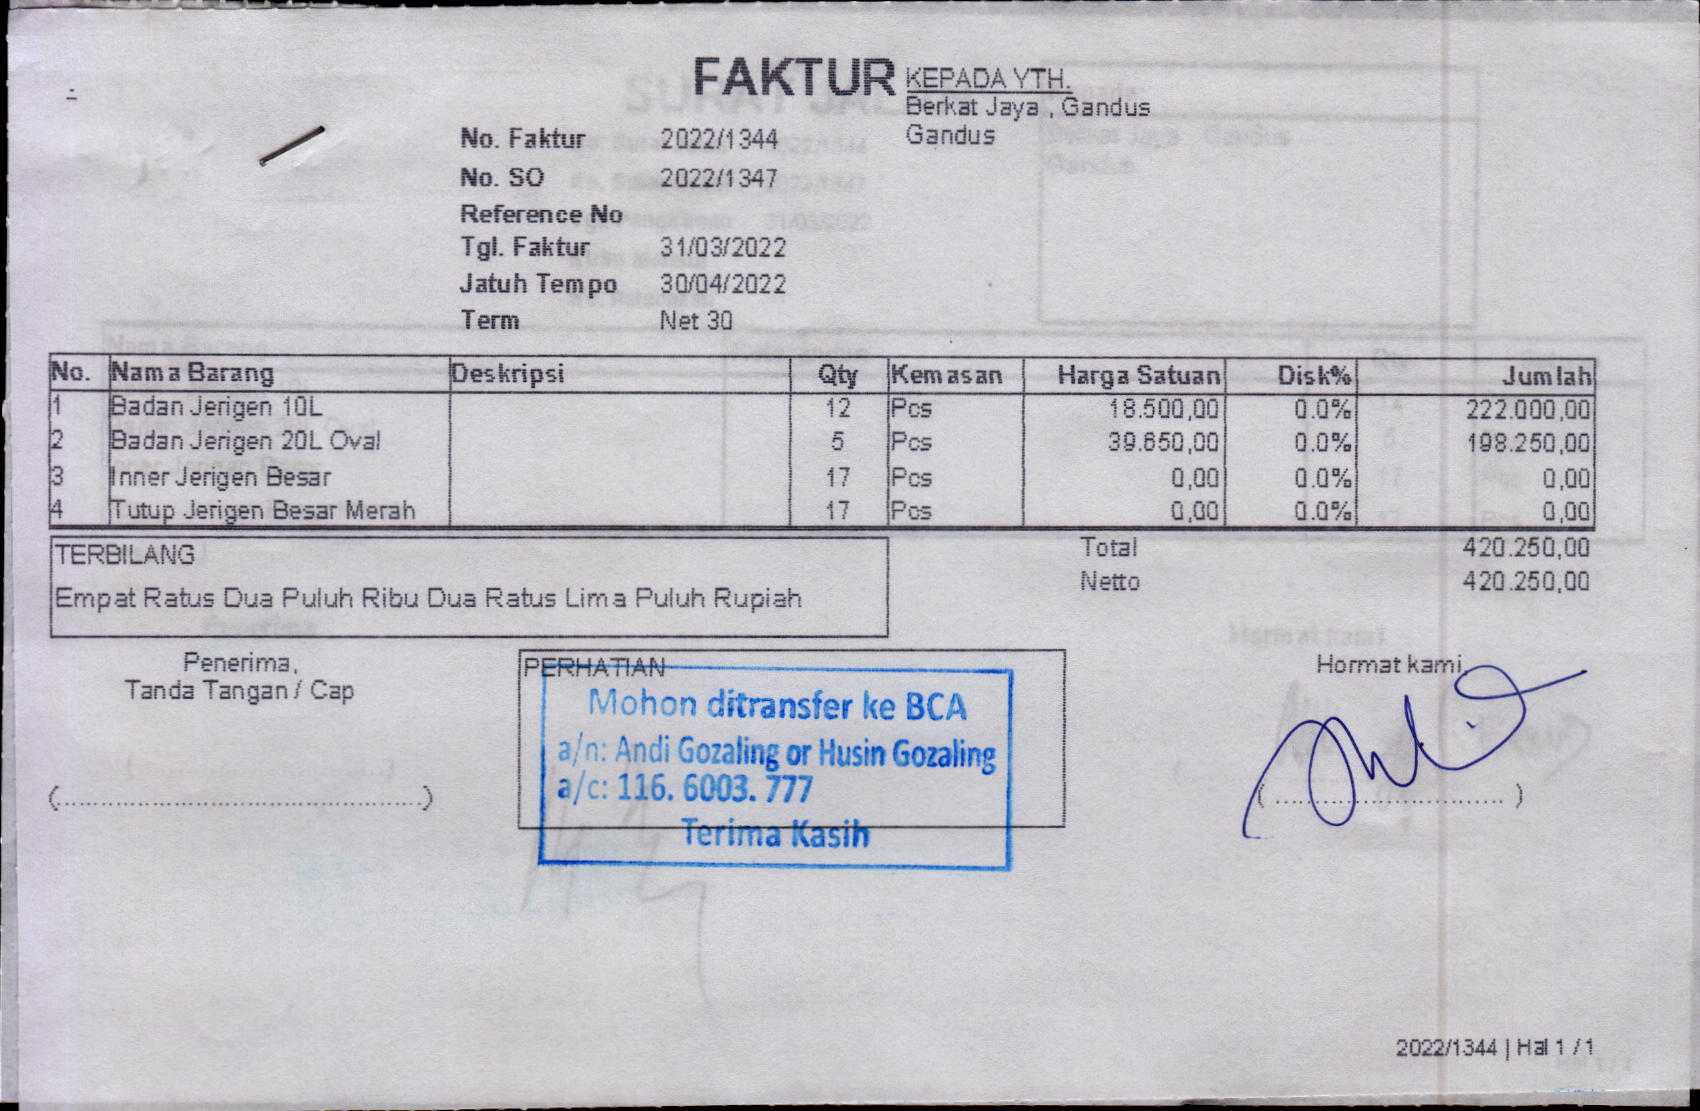 FAKTUR
KEPADA YTH.
Berkat Jaya , Gandus
Gandus
No. Faktur 2022/1344
No. SO 2022/1347
Reference No
Tgl. Faktur 31/03/2022
Jatuh Tempo 30/04/2022
Term Net 30
No. Nama Barang Deskripsi Qty Kemasan Harga Satuan Disk% Jumlah
1 Badan Jerigen 10L 12 Pcs 18.500,00 0.0% 222.000,00
2 Badan Jerigen 20L Oval 5 Pcs 39.650,00 0.0% 198.250,00
3 Inner Jerigen Besar 17 Pcs 0,00 0.0% 0,00
4 Tutup Jerigen Besar Merah 17 Pcs 0,00 0.0% 0,00
Total 420.250,00
Netto 420.250,00
TERBILANG
Empat Ratus Dua Puluh Ribu Dua Ratus Lima Puluh Rupiah
Penerima,
Tanda Tangan / Cap
(..........................................)
PERHATIAN
Mohon ditransfer ke BCA
a/n: Andi Gozaling or Husin Gozaling
a/c: 116. 6003. 777
Terima Kasih
Hormat kami,
( ............................ )
2022/1344 | Hal 1 / 1